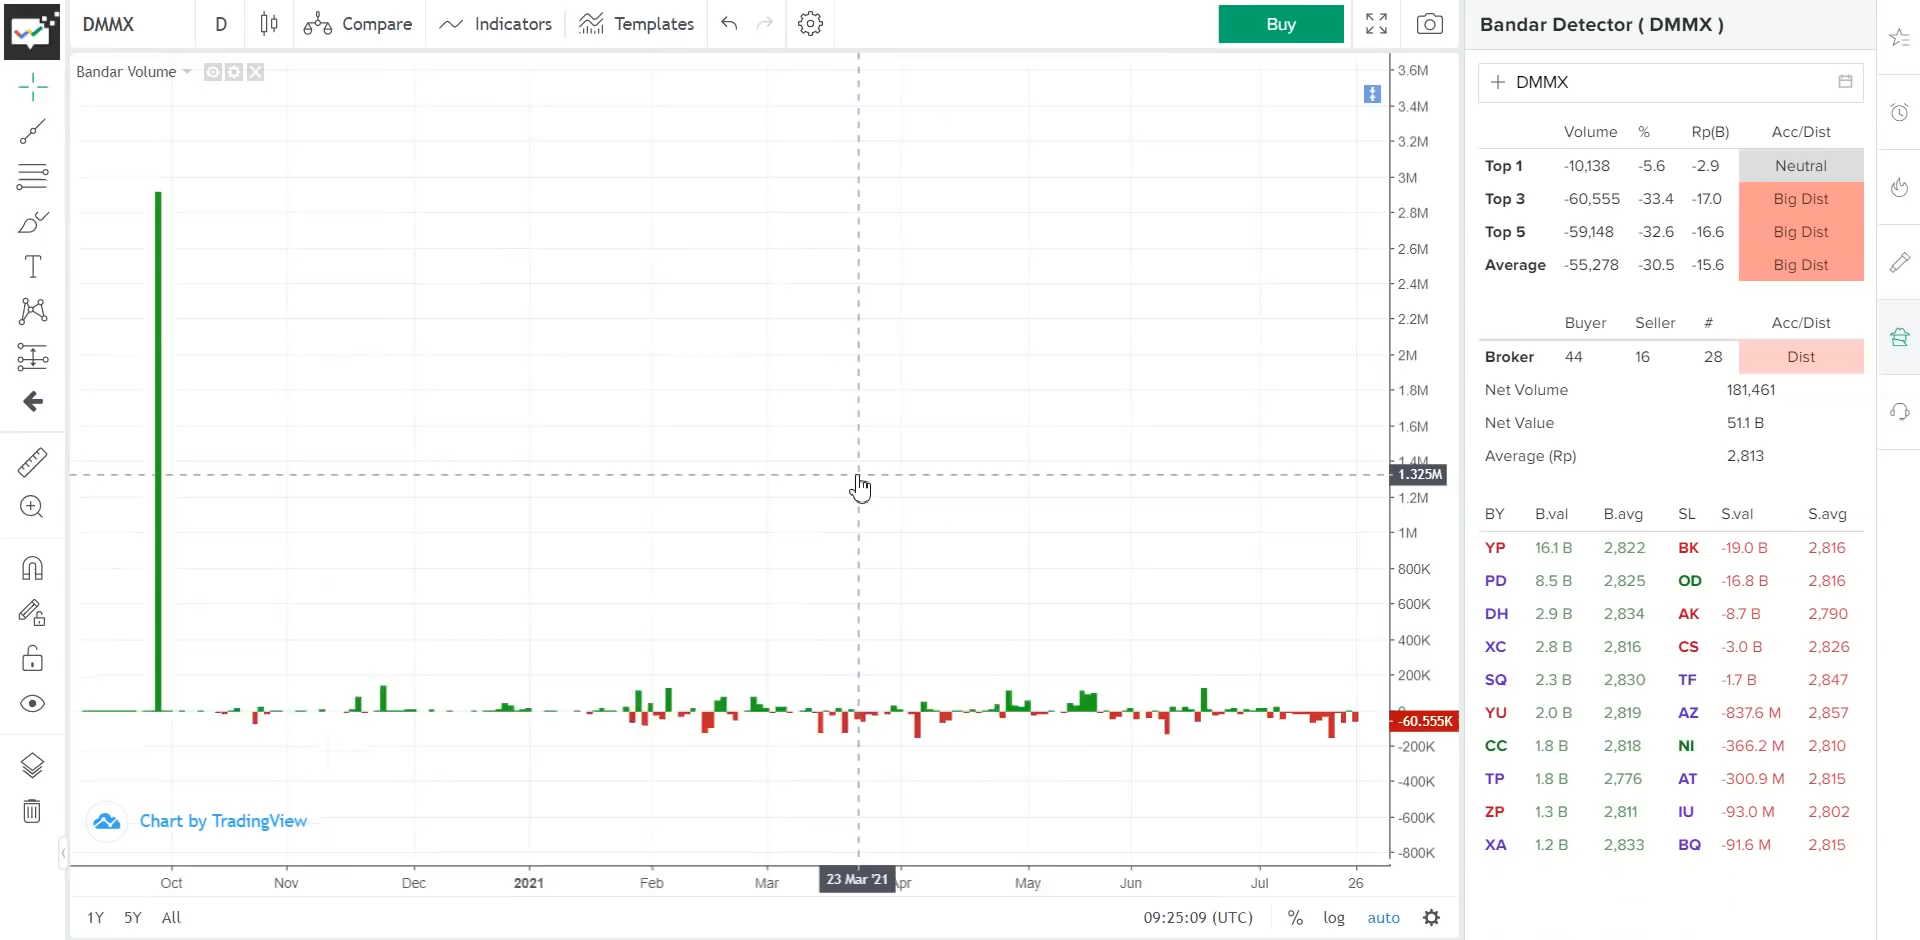 DMMX D Compare Indicators Templates Buy
Bandar Detector ( DMMX )
Bandar Volume
DMMX
Volume % Rp(B) Acc/Dist
Top 1 -10,138 -5.6 -2.9 Neutral
Top 3 -60,555 -33.4 -17.0 Big Dist
Top 5 -59,148 -32.6 -16.6 Big Dist
Average -55,278 -30.5 -15.6 Big Dist
Buyer Seller # Acc/Dist
Broker 44 16 28 Dist
Net Volume 181,461
Net Value 51.1 B
Average (Rp) 2,813
BY B.val B.avg SL S.val S.avg
YP 16.1 B 2,822 BK -19.0 B 2,816
PD 8.5 B 2,825 OD -16.8 B 2,816
DH 2.9 B 2,834 AK -8.7 B 2,790
XC 2.8 B 2,816 CS -3.0 B 2,826
SQ 2.3 B 2,830 TF -1.7 B 2,847
YU 2.0 B 2,819 AZ -837.6 M 2,857
CC 1.8 B 2,818 NI -366.2 M 2,810
TP 1.8 B 2,776 AT -300.9 M 2,815
ZP 1.3 B 2,811 IU -93.0 M 2,802
XA 1.2 B 2,833 BQ -91.6 M 2,815
3.6M
3.4M
3.2M
3M
2.8M
2.6M
2.4M
2.2M
2M
1.8M
1.6M
1.4M
1.325M
1.2M
1M
800K
600K
400K
200K
0
-60.555K
-200K
-400K
-600K
-800K
Chart by TradingView
Oct Nov Dec 2021 Feb Mar 23 Mar '21 Apr May Jun Jul 26
1Y 5Y All 09:25:09 (UTC) % log auto